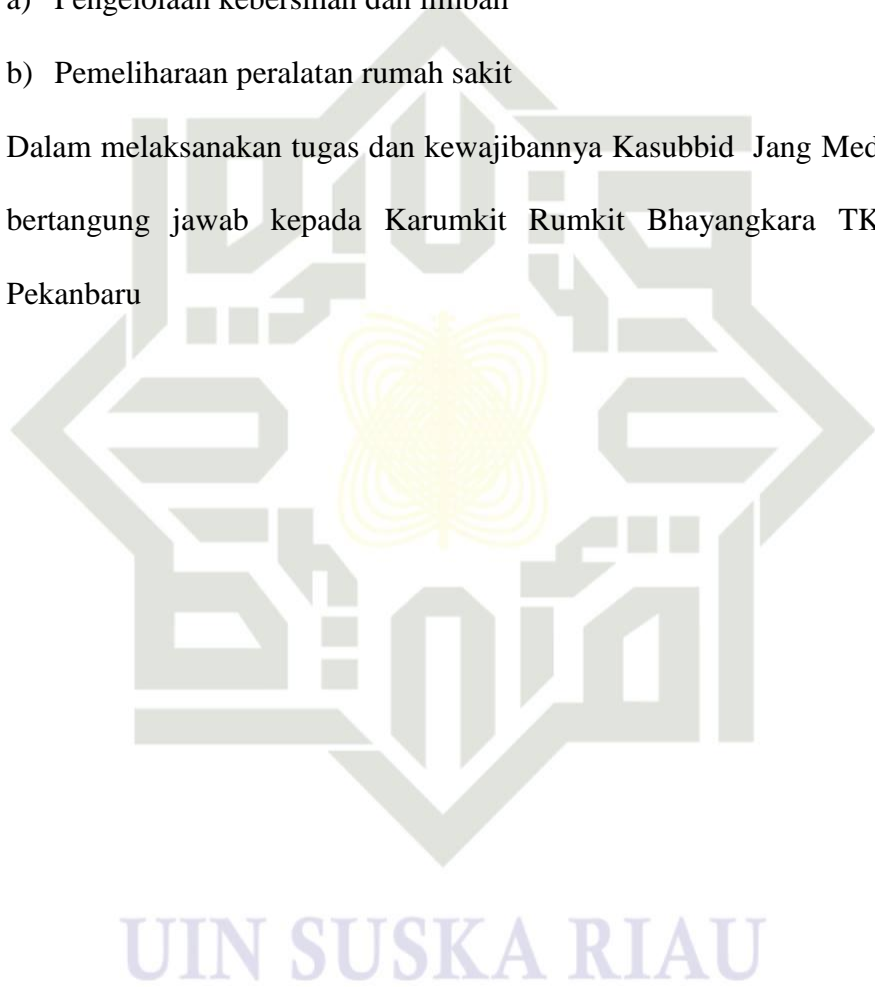 a) Pengelolaan kebersihan dan limbah
b) Pemeliharaan peralatan rumah sakit
Dalam melaksanakan tugas dan kewajibannya Kasubbid Jang Med
bertangung jawab kepada Karumkit Rumkit Bhayangkara TK
Pekanbaru
UIN SUSKA RIAU